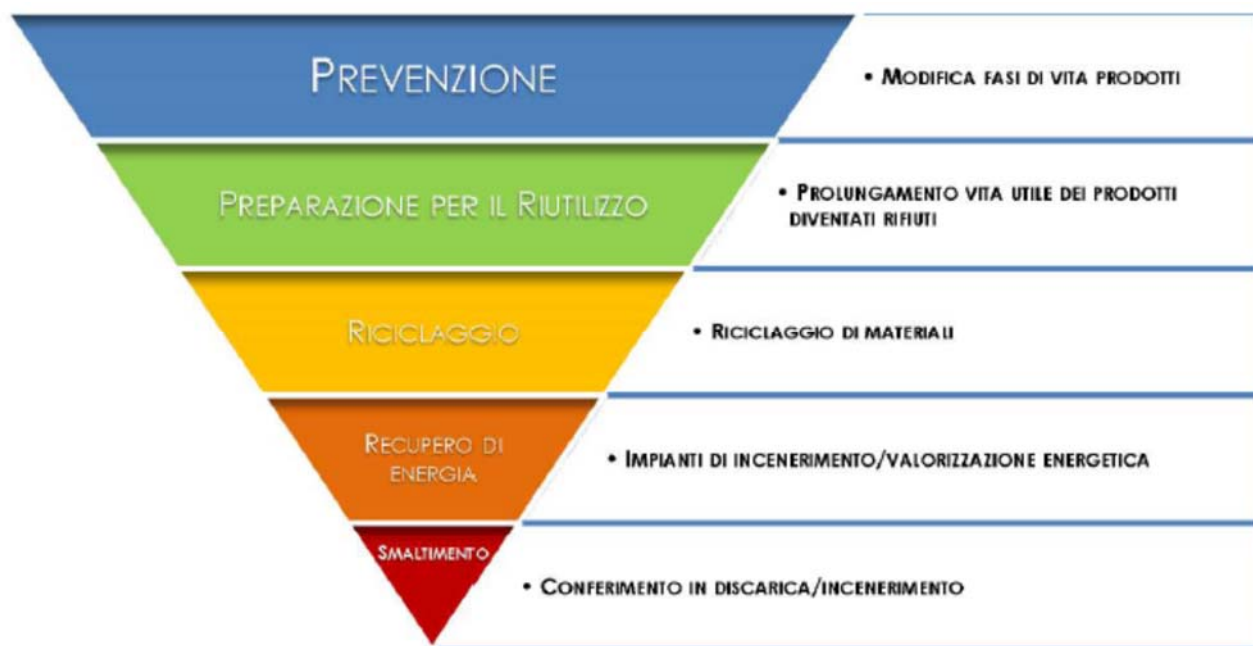 PREVENZIONE
• MODIFICA FASI DI VITA PRODOTTI
PREPARAZIONE PER IL RIUTILIZZO
• PROLUNGAMENTO VITA UTILE DEI PRODOTTI
DIVENTATI RIFIUTI
RICICLAGGIO
• RICICLAGGIO DI MATERIALI
RECUPERO DI
ENERGIA
• IMPIANTI DI INCENERIMENTO/VALORIZZAZIONE ENERGETICA
SMALTIMENTO
• CONFERIMENTO IN DISCARICA/INCENERIMENTO